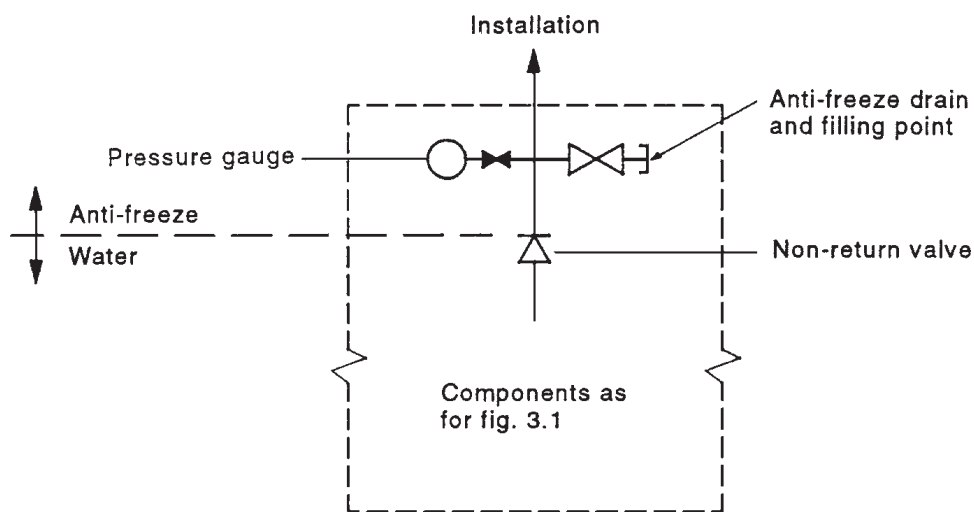 Installation
Anti-freeze drain
and filling point
Pressure gauge
Anti-freeze
Water
Non-return valve
Components as
for fig. 3.1